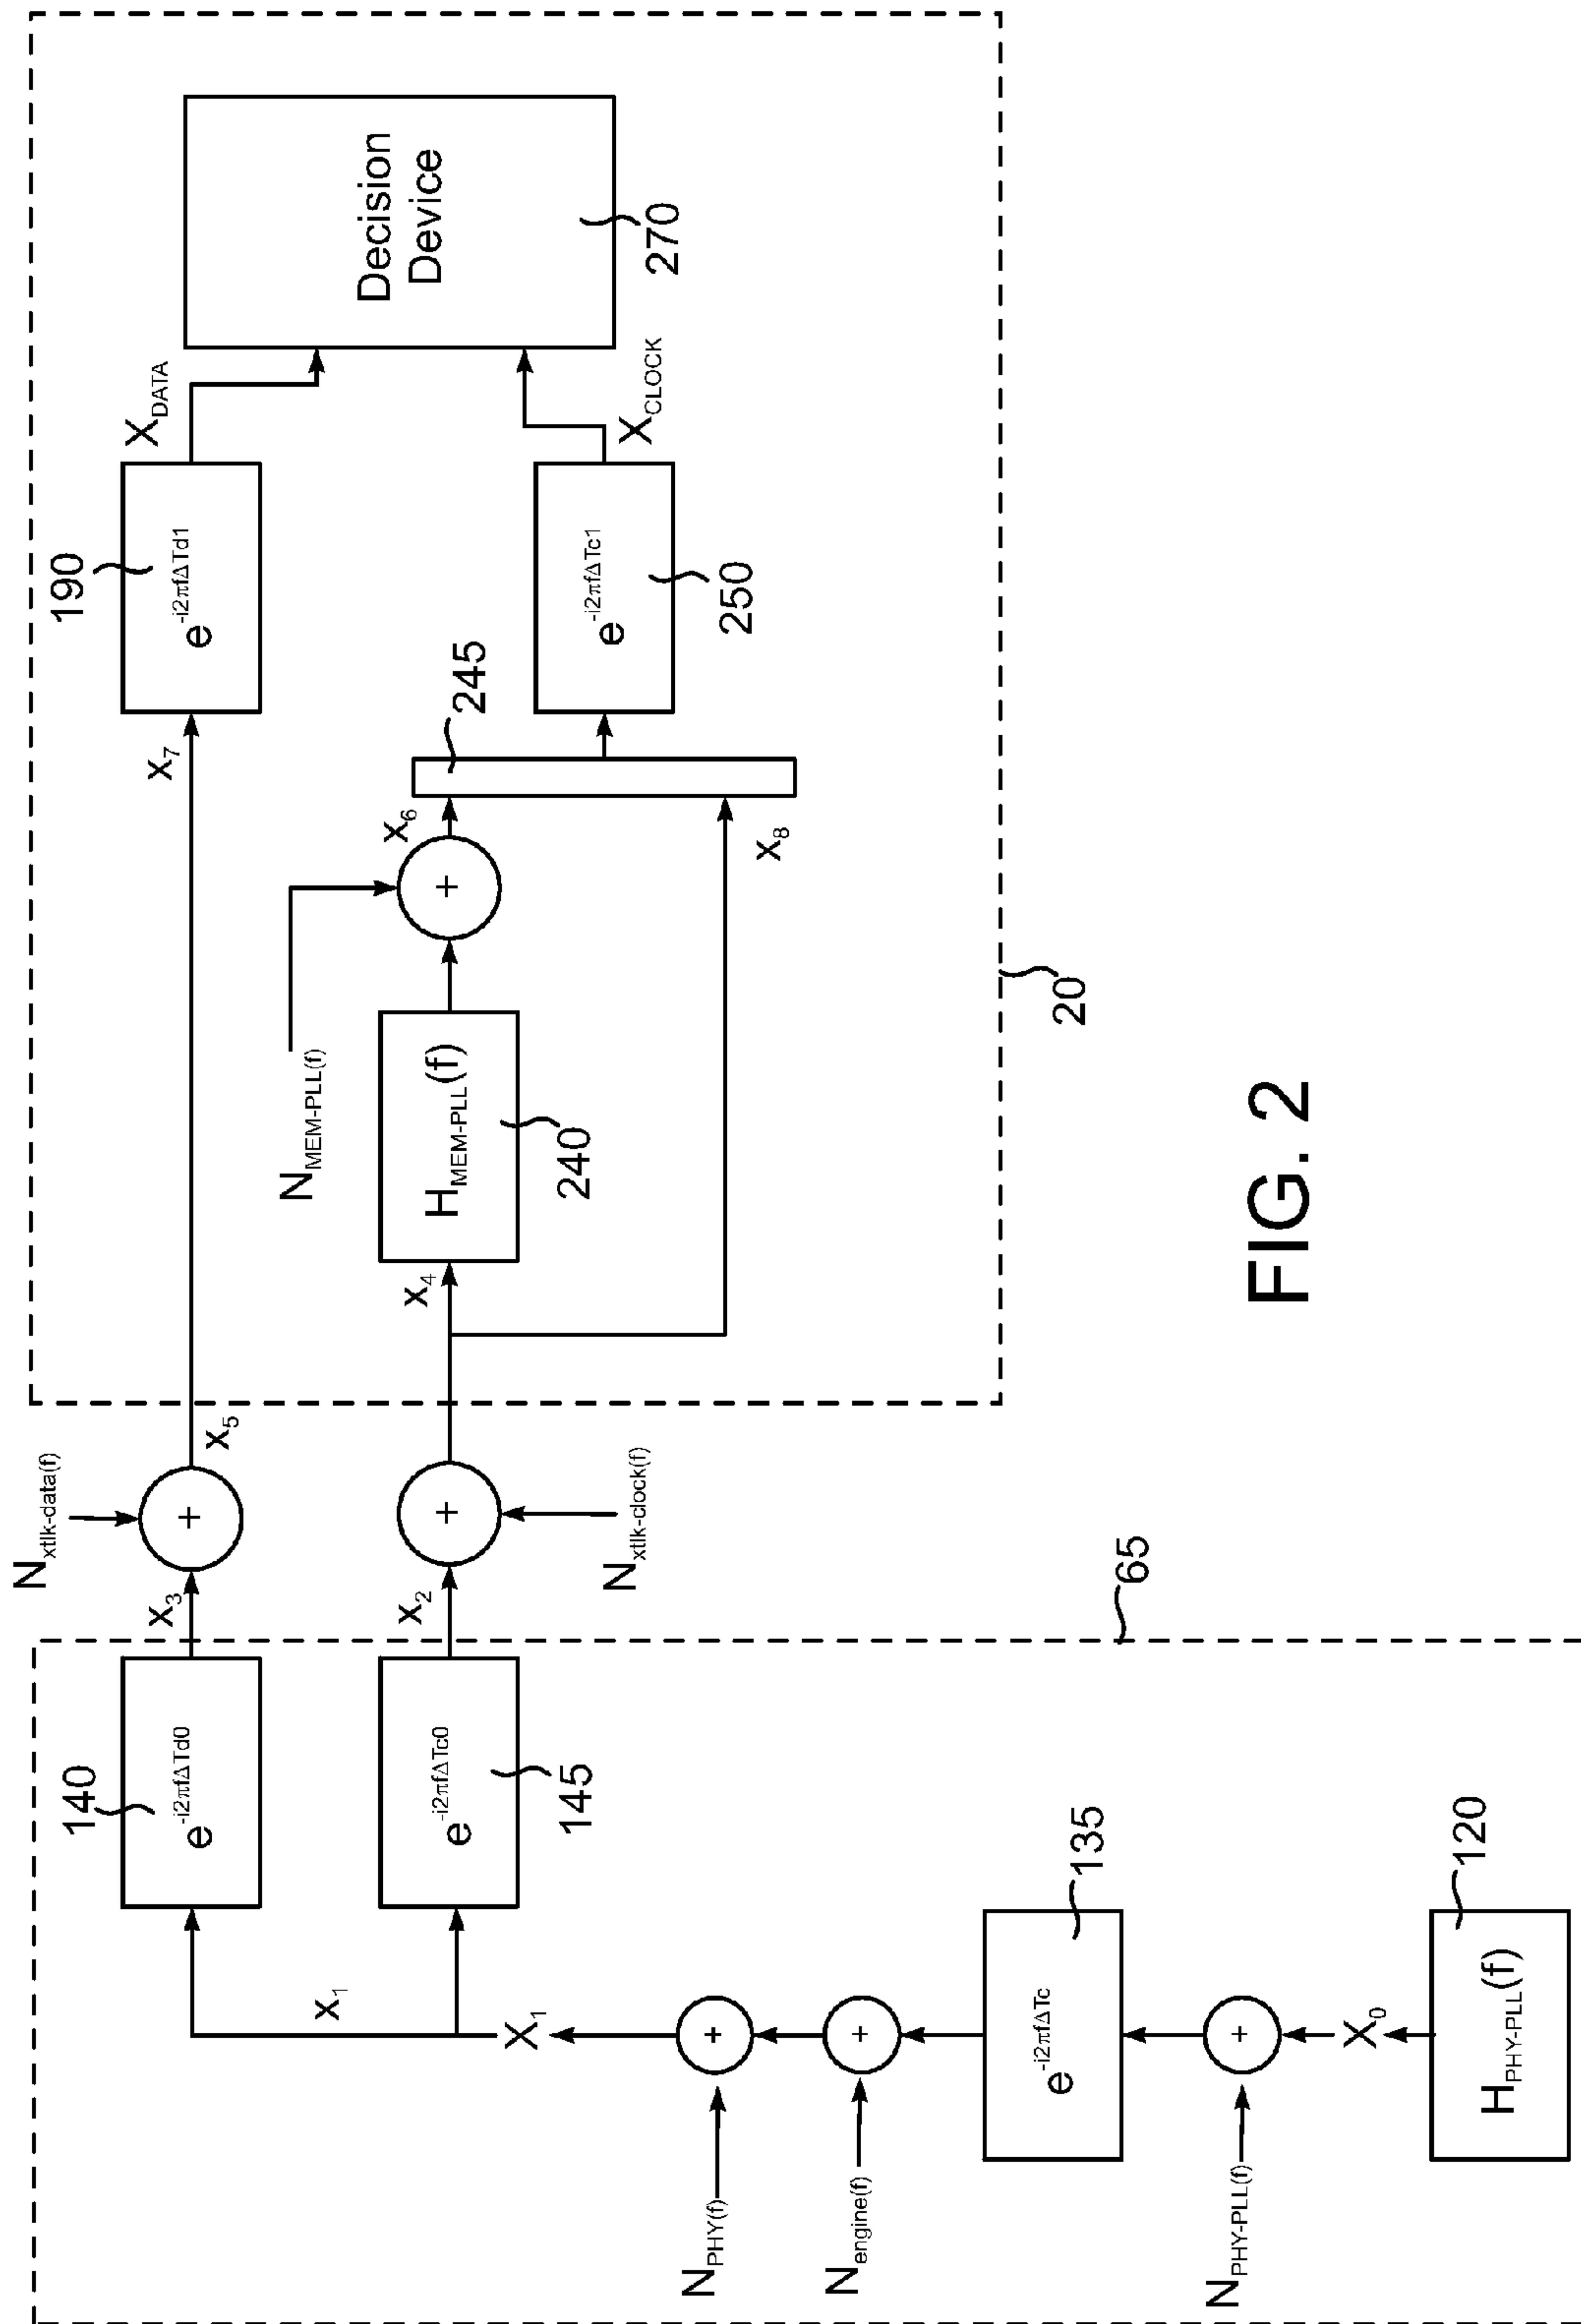 N_xtlk-data(f)
190
X_DATA
140
e^-i2πfΔTd0
x_3
+
x_5
x_7
e^-i2πfΔTd1
Decision
Device
270
x_1
e^-i2πfΔTc0
145
x_2
+
N_xtlk-clock(f)
x_4
H_MEM-PLL(f)
240
N_MEM-PLL(f)
+
x_6
245
x_8
e^-i2πfΔTc1
250
X_CLOCK
X_1
N_PHY(f)
+
N_engine(f)
+
e^-i2πfΔTc
135
N_PHY-PLL(f)
+
X_0
H_PHY-PLL(f)
120
65
20
FIG. 2